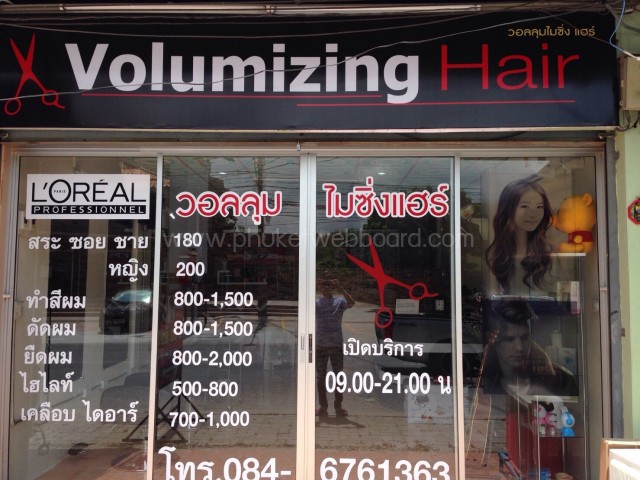 วอลลุมไมซิ่ง แฮร์
Volumizing Hair
L'ORÉAL
PARIS
PROFESSIONNEL
วอลลุม ไมซิ่งแฮร์
www.phuketwebboard.com
สระ ซอย ชาย 180
หญิง 200
ทำสีผม 800-1,500
ดัดผม 800-1,500
ยืดผม 800-2,000
ไฮไลท์ 500-800
เคลือบ ไดอาร์ 700-1,000
เปิดบริการ
09.00-21.00 น
โทร.084-6761363